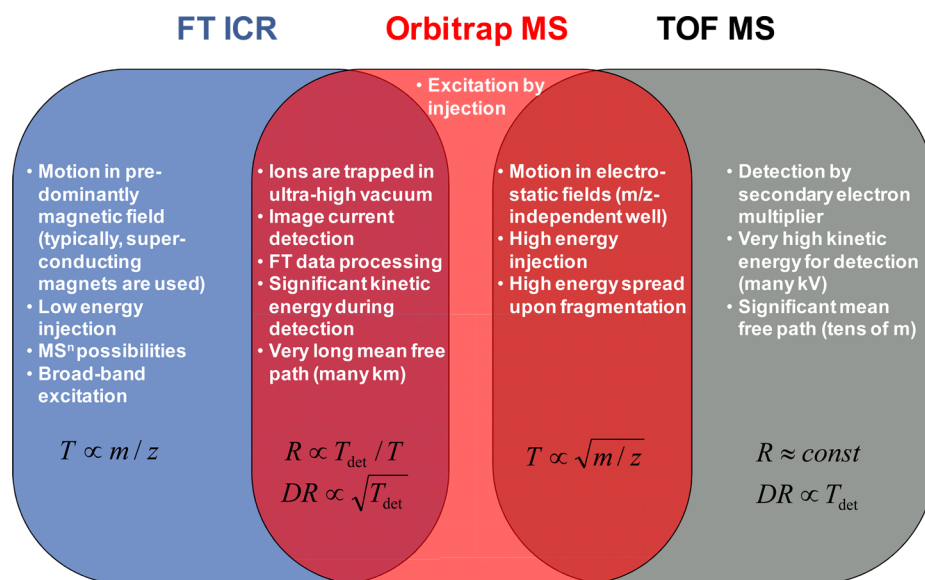 FT ICR
Orbitrap MS
TOF MS
• Excitation by
injection
• Motion in pre-
dominantly
magnetic field
(typically, super-
conducting
magnets are used)
• Low energy
injection
• MSⁿ possibilities
• Broad-band
excitation
T ∝ m / z
• Ions are trapped in
ultra-high vacuum
• Image current
detection
• FT data processing
• Significant kinetic
energy during
detection
• Very long mean free
path (many km)
R ∝ T_det / T
DR ∝ √T_det
• Motion in electro-
static fields (m/z-
independent well)
• High energy
injection
• High energy spread
upon fragmentation
T ∝ √m / z
• Detection by
secondary electron
multiplier
• Very high kinetic
energy for detection
(many kV)
• Significant mean
free path (tens of m)
R ≈ const
DR ∝ T_det